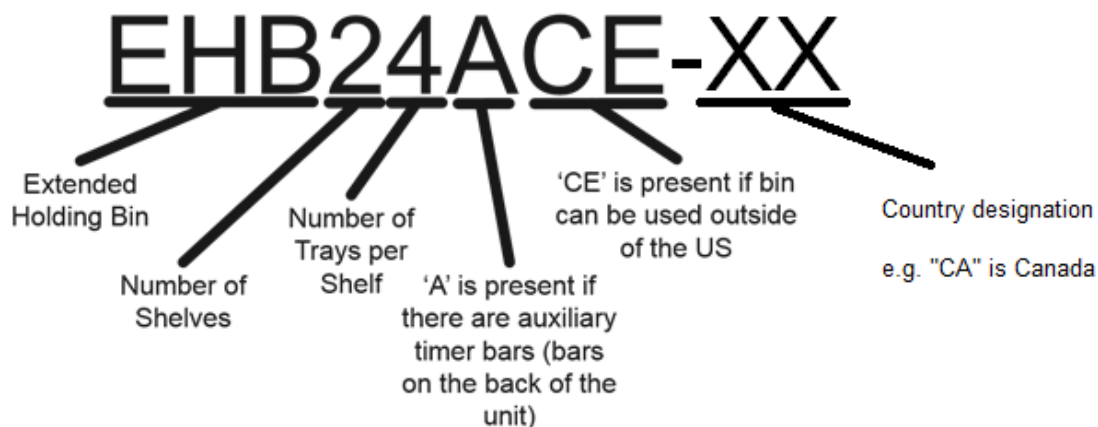 EHB24ACE-XX
Extended
Holding Bin
Number of
Shelves
Number of
Trays per
Shelf
‘A’ is present if
there are auxiliary
timer bars (bars
on the back of the
unit)
‘CE’ is present if bin
can be used outside
of the US
Country designation
e.g. "CA" is Canada